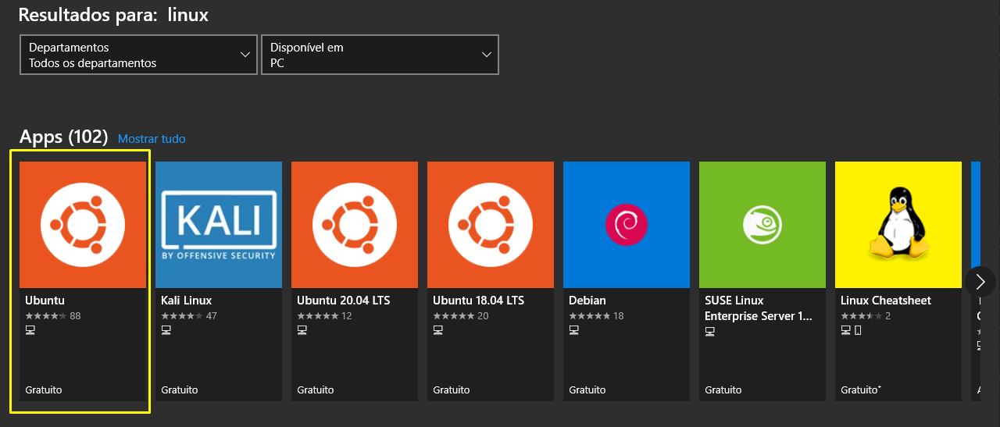 Resultados para: linux
Departamentos
Todos os departamentos
Disponível em
PC
Apps (102) Mostrar tudo
KALI
BY OFFENSIVE SECURITY
Ubuntu
88
Gratuito
Kali Linux
47
Gratuito
Ubuntu 20.04 LTS
12
Gratuito
Ubuntu 18.04 LTS
20
Gratuito
Debian
18
Gratuito
SUSE Linux
Enterprise Server 1...
Gratuito
Linux Cheatsheet
2
Gratuito+